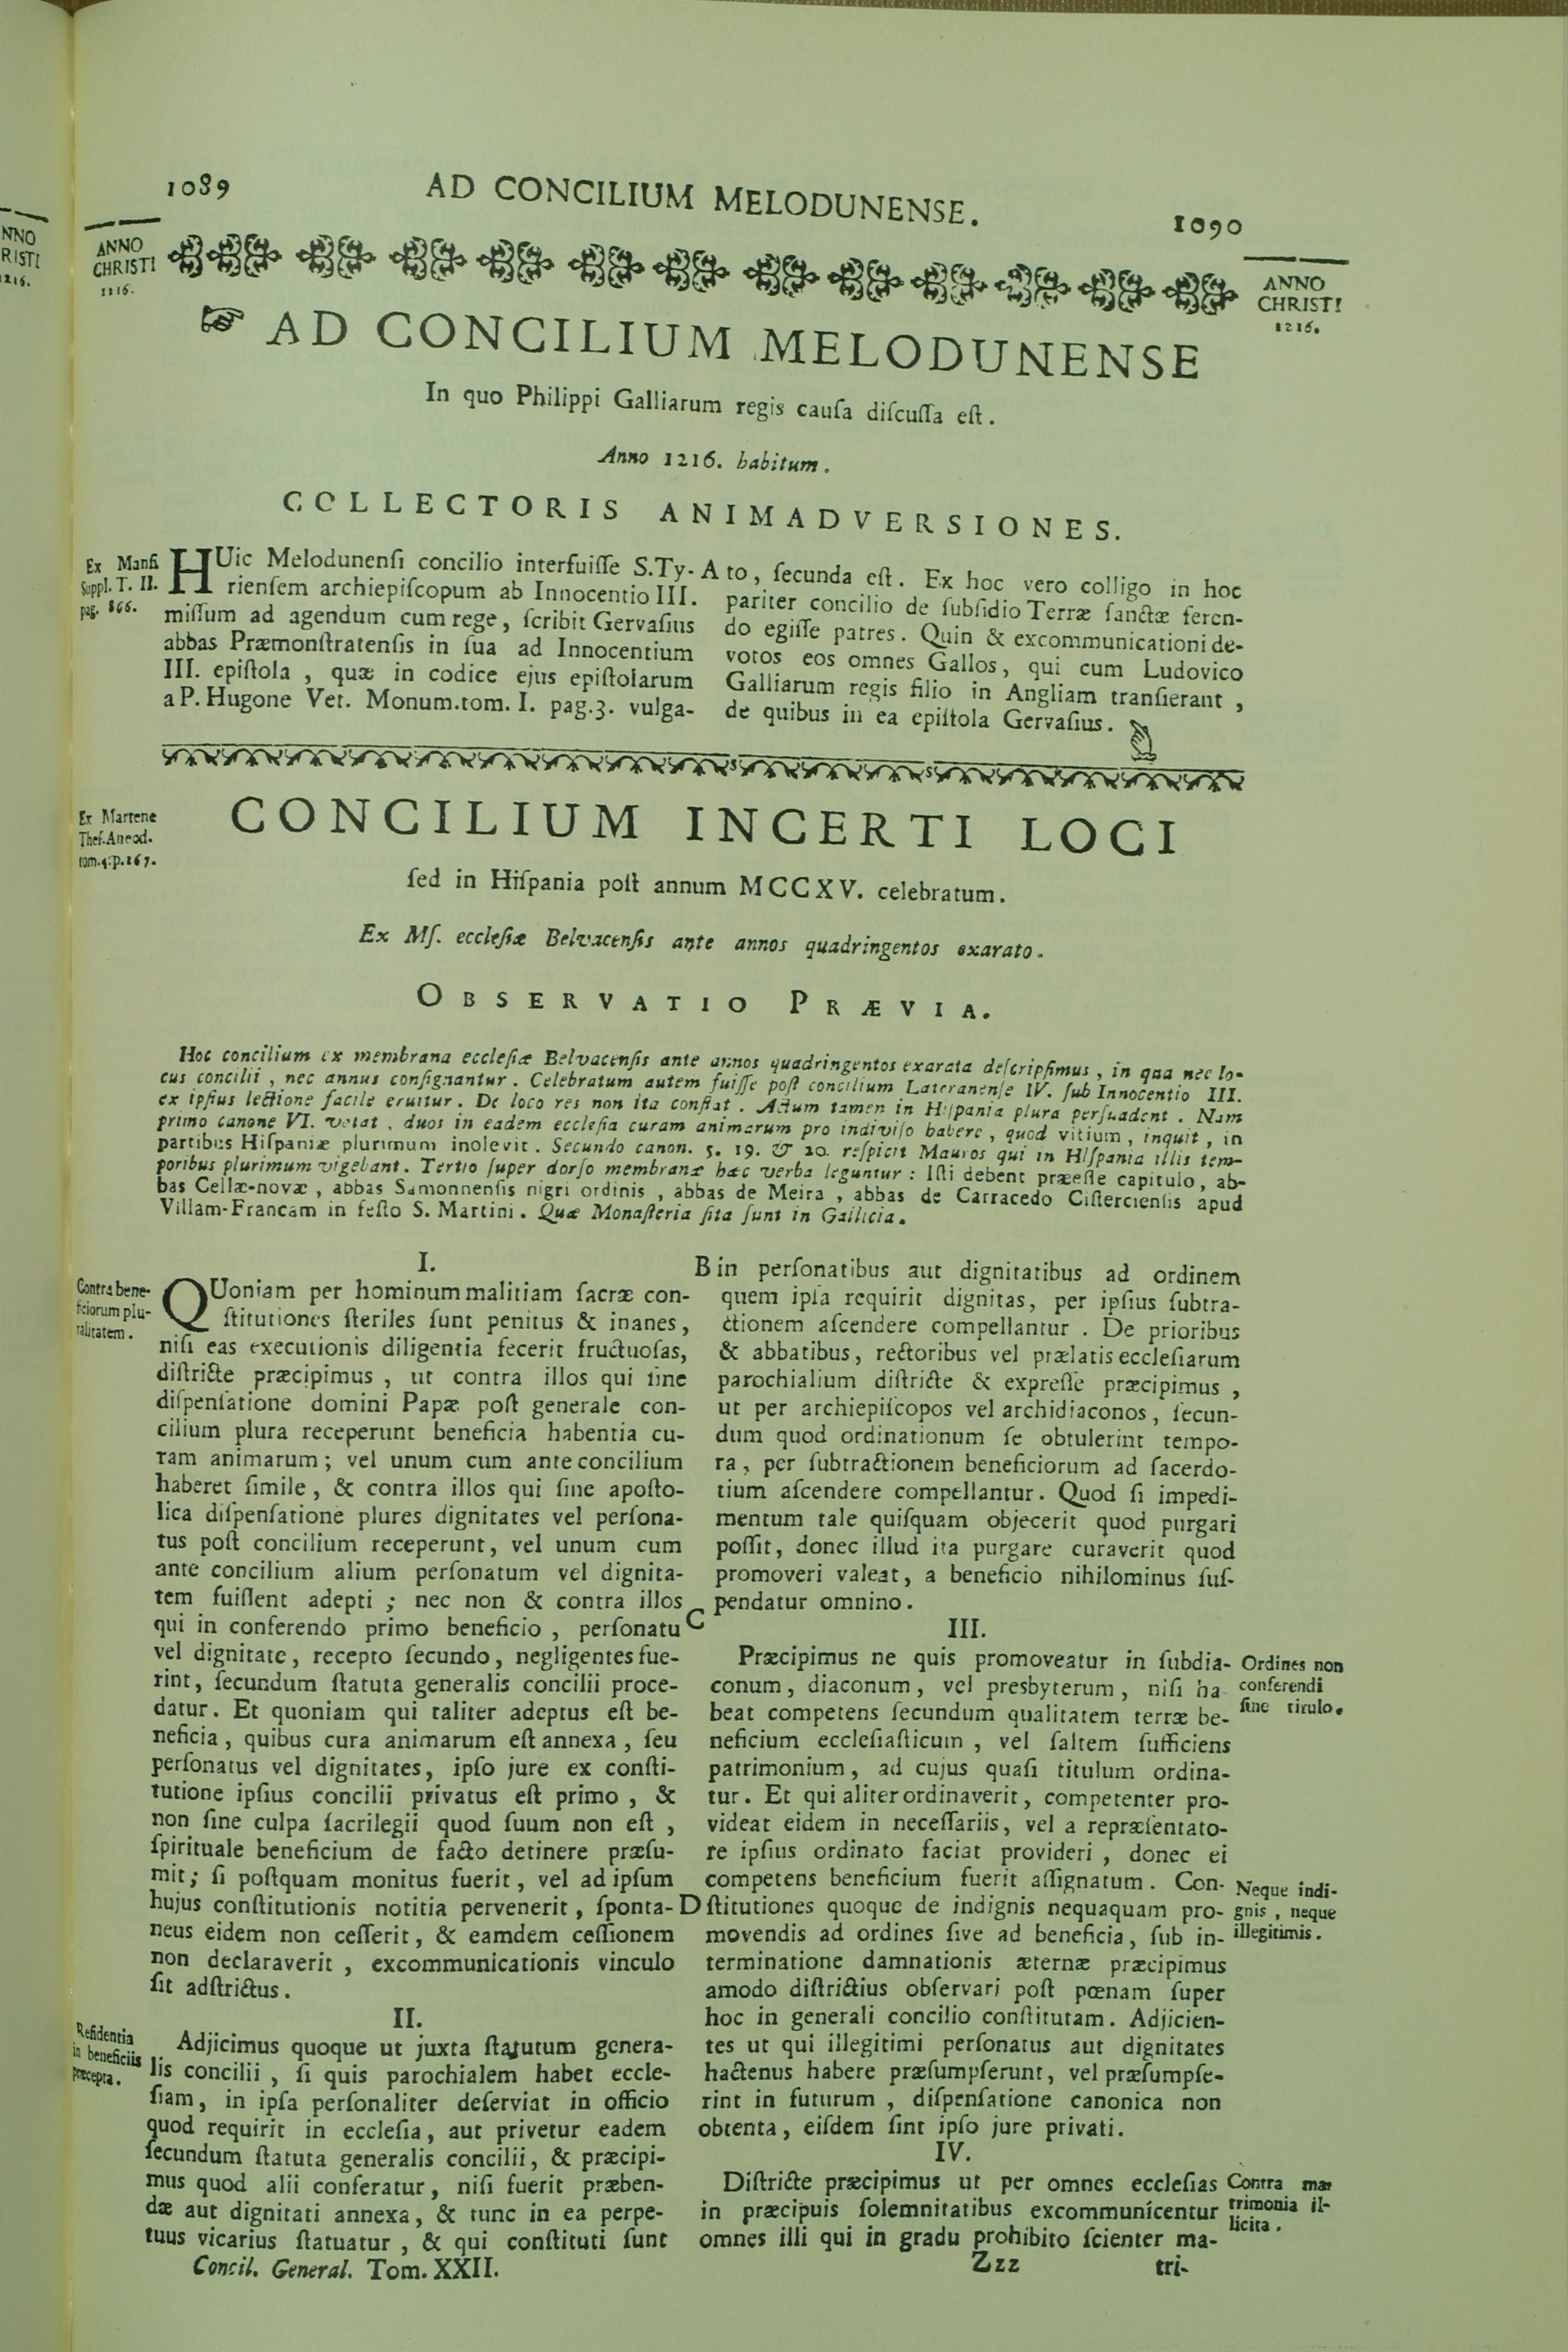 1089
AD CONCILIUM MELODUNENSE.
1090
NNO
RISTI
1216.
ANNO
CHRISTI
1116.
ANNO
CHRISTI
1216.
☞ AD CONCILIUM MELODUNENSE
In quo Philippi Galliarum regis cauſa diſcuſſa eſt.
Anno 1216. habitum.
COLLECTORIS ANIMADVERSIONES.
Ex Manſi
Suppl. T. II.
pag. 866.
HUic Melodunenſi concilio interfuiſſe S.Ty-
rienſem archiepiſcopum ab Innocentio III.
miſſum ad agendum cum rege, ſcribit Gervaſius
abbas Præmonſtratenſis in ſua ad Innocentium
III. epiſtola, quæ in codice ejus epiſtolarum
a P. Hugone Vet. Monum.tom. I. pag.3. vulga-
A to, ſecunda eſt. Ex hoc vero colligo in hoc
pariter concilio de ſubſidio Terræ ſanctæ feren-
do egiſſe patres. Quin & excommunicationi de-
votos eos omnes Gallos, qui cum Ludovico
Galliarum regis filio in Angliam tranſierant,
de quibus in ea epiſtola Gervaſius.
Ex Martene
Theſ.Aneod.
tom.4.p.167.
CONCILIUM INCERTI LOCI
ſed in Hiſpania poſt annum MCCXV. celebratum.
Ex Mſ. eccleſiæ Belvacenſis ante annos quadringentos exarato.
OBSERVATIO PRÆVIA.
Hoc concilium ex membrana eccleſiæ Belvacenſis ante annos quadringentos exarata deſcripſimus, in qua nec lo-
cus concilii, nec annus conſignantur. Celebratum autem fuiſſe poſt concilium Lateranenſe IV. ſub Innocentio III.
ex ipſius lectione facile eruitur. De loco res non ita conſtat. Actum tamen in Hiſpania plura perſuadent. Nam
primo canone VI. vetat, duos in eadem eccleſia curam animarum pro indiviſo habere, quod vitium, inquit, in
partibus Hiſpaniæ plurimum inolevit. Secundo canon. 5. 19. & 20. reſpicit Mauros qui in Hiſpania illis tem-
poribus plurimum vigebant. Tertio ſuper dorſo membranæ hæc verba leguntur: Iſti debent præeſſe capitulo, ab-
bas Cellæ-novæ, abbas Samonnenſis nigri ordinis, abbas de Meira, abbas de Carracedo Ciſtercienſis apud
Villam-Francam in feſto S. Martini. Quæ Monaſteria ſita ſunt in Gallicia.
I.
Contra bene-
ficiorum plu-
ralitatem.
QUoniam per hominum malitiam ſacræ con-
ſtitutiones ſteriles ſunt penitus & inanes,
niſi eas executionis diligentia fecerit fructuoſas,
diſtricte præcipimus, ut contra illos qui ſine
diſpenſatione domini Papæ poſt generale con-
cilium plura receperunt beneficia habentia cu-
ram animarum; vel unum cum ante concilium
haberet ſimile, & contra illos qui ſine apoſto-
lica diſpenſatione plures dignitates vel perſona-
tus poſt concilium receperunt, vel unum cum
ante concilium alium perſonatum vel dignita-
tem fuiſſent adepti; nec non & contra illos
qui in conferendo primo beneficio, perſonatu
vel dignitate, recepto ſecundo, negligentes fue-
rint, ſecundum ſtatuta generalis concilii proce-
datur. Et quoniam qui taliter adeptus eſt be-
neficia, quibus cura animarum eſt annexa, ſeu
perſonatus vel dignitates, ipſo jure ex conſti-
tutione ipſius concilii privatus eſt primo, &
non ſine culpa ſacrilegii quod ſuum non eſt,
ſpirituale beneficium de facto detinere præſu-
mit; ſi poſtquam monitus fuerit, vel ad ipſum
hujus conſtitutionis notitia pervenerit, ſponta-
neus eidem non ceſſerit, & eamdem ceſſionem
non declaraverit, excommunicationis vinculo
ſit adſtrictus.
II.
Reſidentia
in beneficiis
præcepta.
Adjicimus quoque ut juxta ſtatutum genera-
lis concilii, ſi quis parochialem habet eccle-
ſiam, in ipſa perſonaliter deſerviat in officio
quod requirit in eccleſia, aut privetur eadem
ſecundum ſtatuta generalis concilii, & præcipi-
mus quod alii conferatur, niſi fuerit præben-
dæ aut dignitati annexa, & tunc in ea perpe-
tuus vicarius ſtatuatur, & qui conſtituti ſunt
B in perſonatibus aut dignitatibus ad ordinem
quem ipſa requirit dignitas, per ipſius ſubtra-
ctionem aſcendere compellantur. De prioribus
& abbatibus, rectoribus vel prælatis eccleſiarum
parochialium diſtricte & expreſſe præcipimus,
ut per archiepiſcopos vel archidiaconos, ſecun-
dum quod ordinationum ſe obtulerint tempo-
ra, per ſubtractionem beneficiorum ad ſacerdo-
tium aſcendere compellantur. Quod ſi impedi-
mentum tale quiſquam objecerit quod purgari
poſſit, donec illud ita purgare curaverit quod
promoveri valeat, a beneficio nihilominus ſuſ-
C pendatur omnino.
III.
Præcipimus ne quis promoveatur in ſubdia-
conum, diaconum, vel presbyterum, niſi ha-
beat competens ſecundum qualitatem terræ be-
neficium eccleſiaſticum, vel ſaltem ſufficiens
patrimonium, ad cujus quaſi titulum ordina-
tur. Et qui aliter ordinaverit, competenter pro-
videat eidem in neceſſariis, vel a repræſentato-
re ipſius ordinato faciat provideri, donec ei
competens beneficium fuerit aſſignatum. Con-
D ſtitutiones quoque de indignis nequaquam pro-
movendis ad ordines ſive ad beneficia, ſub in-
terminatione damnationis æternæ præcipimus
amodo diſtrictius obſervari poſt pœnam ſuper
hoc in generali concilio conſtitutam. Adjicien-
tes ut qui illegitimi perſonatus aut dignitates
hactenus habere præſumpſerunt, vel præſumpſe-
rint in futurum, diſpenſatione canonica non
obtenta, eiſdem ſint ipſo jure privati.
Ordines non
conferendi
ſine titulo.
Neque indi-
gnis, neque
illegitimis.
IV.
Diſtricte præcipimus ut per omnes eccleſias
in præcipuis ſolemnitatibus excommunicentur
omnes illi qui in gradu prohibito ſcienter ma-
Contra ma-
trimonia il-
licita.
Concil. General. Tom. XXII.
Zzz
tri-